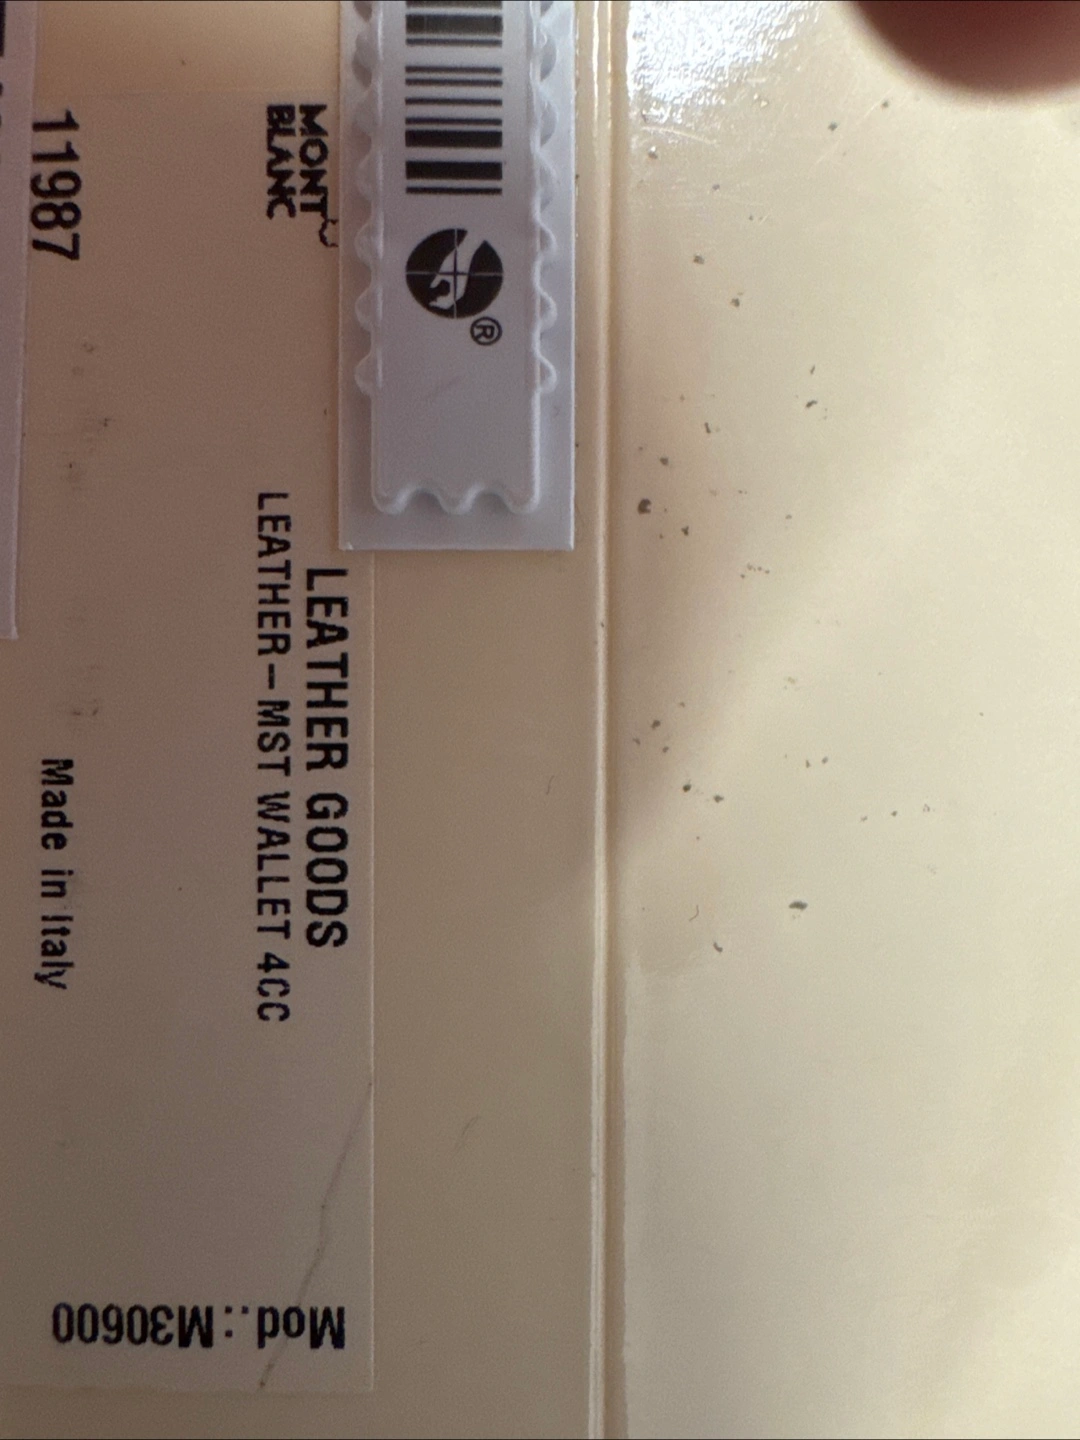 MONT
BLANC
LEATHER GOODS
LEATHER-MST WALLET 4CC
11987
Made in Italy
Mod.:M30600
®